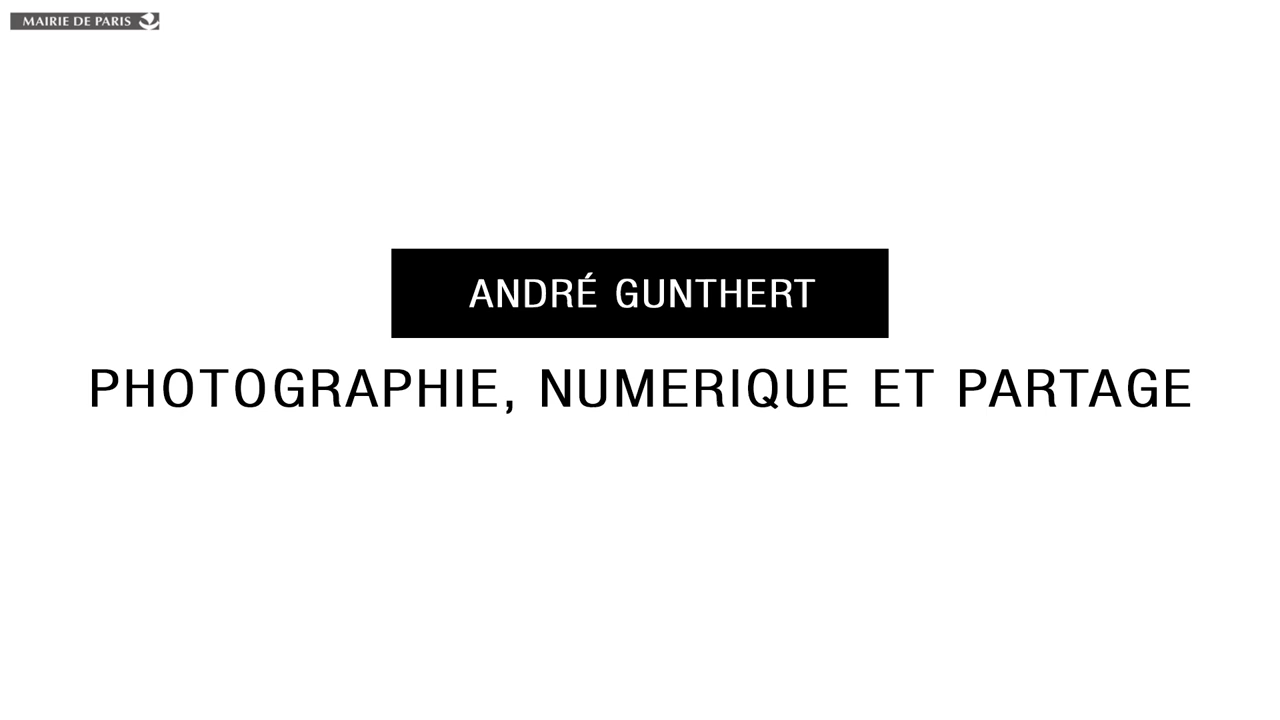 MAIRIE DE PARIS
ANDRÉ GUNTHERT
PHOTOGRAPHIE, NUMERIQUE ET PARTAGE